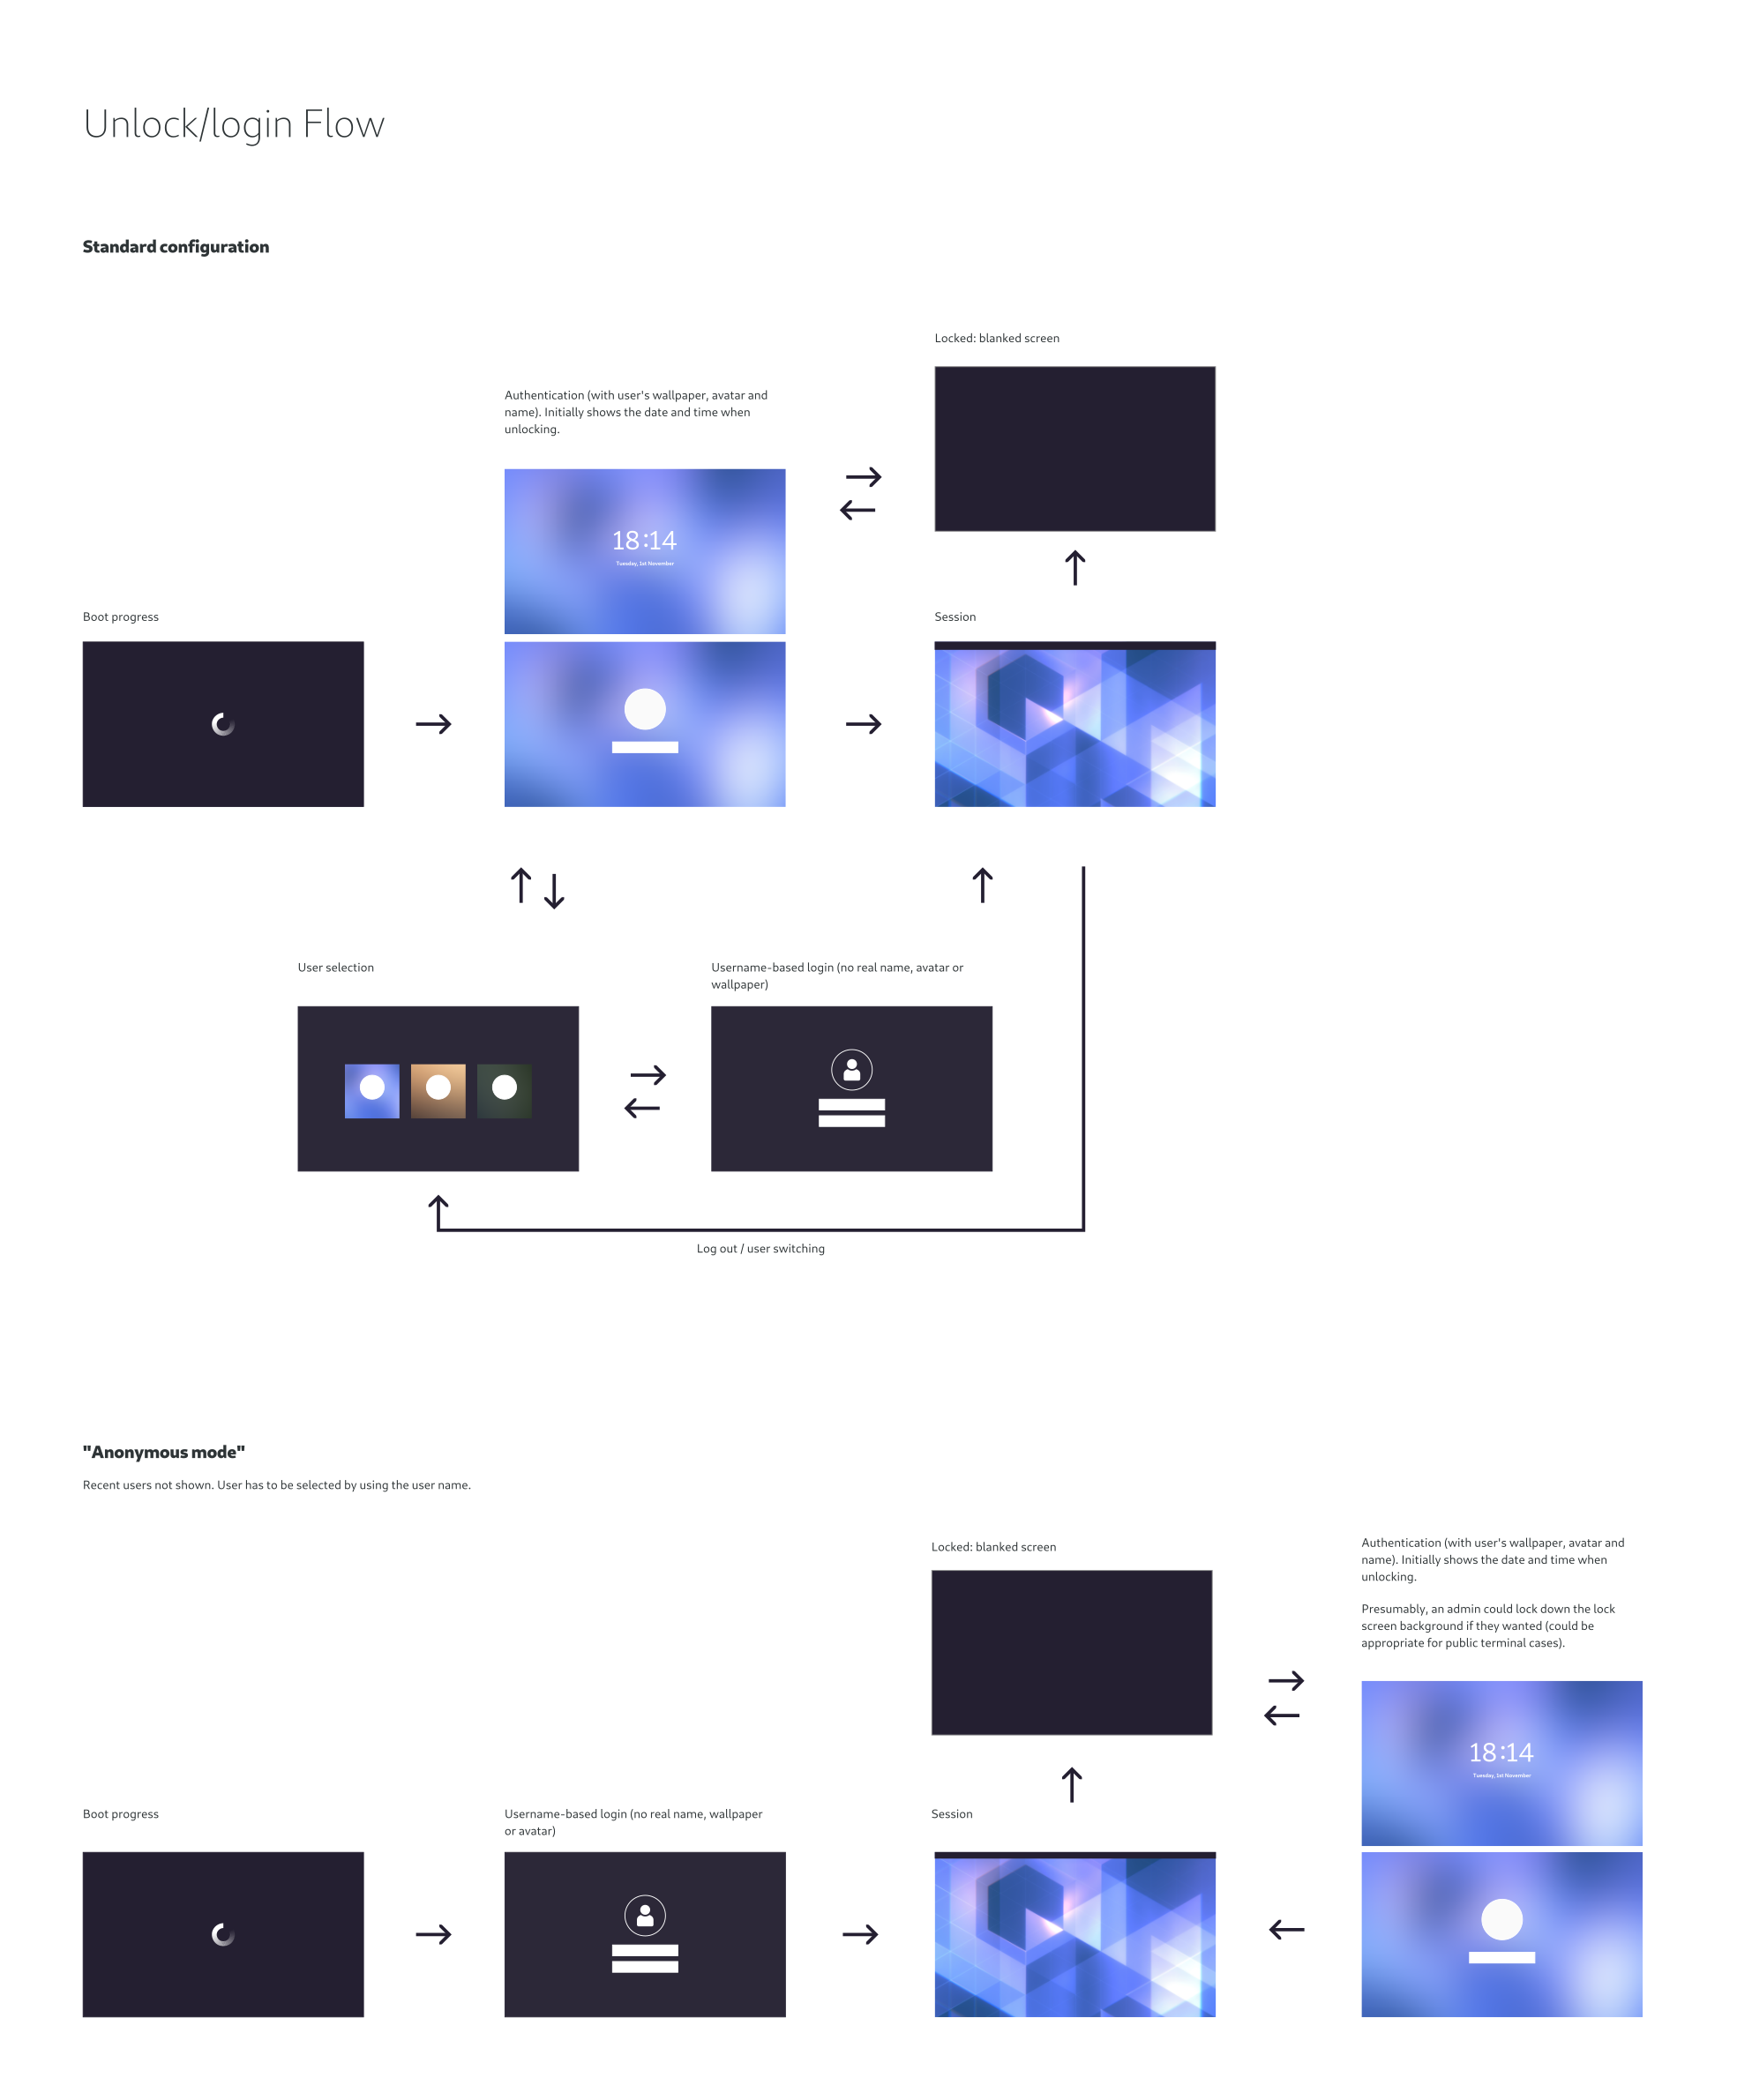 Unlock/login Flow
Standard configuration
Locked: blanked screen
Authentication (with user's wallpaper, avatar and
name). Initially shows the date and time when
unlocking.
18:14
Tuesday, 1st November
Boot progress
Session
User selection
Username-based login (no real name, avatar or
wallpaper)
Log out / user switching
"Anonymous mode"
Recent users not shown. User has to be selected by using the user name.
Locked: blanked screen
Authentication (with user's wallpaper, avatar and
name). Initially shows the date and time when
unlocking.
Presumably, an admin could lock down the lock
screen background if they wanted (could be
appropriate for public terminal cases).
18:14
Tuesday, 1st November
Boot progress
Username-based login (no real name, wallpaper
or avatar)
Session